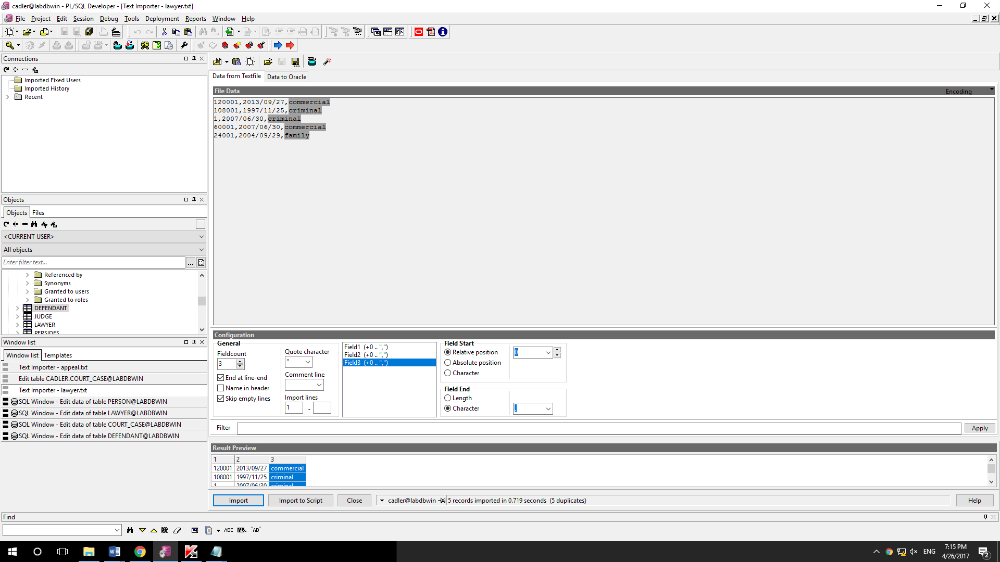 cadler@labdbwin - PL/SQL Developer - [Text Importer - lawyer.txt]
File Project Edit Session Debug Tools Deployment Reports Window Help
Connections
Imported Fixed Users
Imported History
Recent
Objects
Objects Files
<CURRENT USER>
All objects
Enter filter text...
...
Referenced by
Synonyms
Granted to users
Granted to roles
DEFENDANT
JUDGE
LAWYER
PERSIDES
Window list
Window list Templates
Text Importer - appeal.txt
Edit table CADLER.COURT_CASE@LABDBWIN
Text Importer - lawyer.txt
SQL Window - Edit data of table PERSON@LABDBWIN
SQL Window - Edit data of table LAWYER@LABDBWIN
SQL Window - Edit data of table COURT_CASE@LABDBWIN
SQL Window - Edit data of table DEFENDANT@LABDBWIN
Data from Textfile Data to Oracle
File Data Encoding
120001,2013/09/27,commercial
108001,1997/11/25,criminal
1,2007/06/30,criminal
60001,2007/06/30,commercial
24001,2004/09/29,family
Configuration
General
Fieldcount
3
End at line-end
Name in header
Skip empty lines
Quote character
"
Comment line
Import lines
1 ..
Field1 (+0 .. ",")
Field2 (+0 .. ",")
Field3 (+0 .. ",")
Field Start
Relative position 0
Absolute position
Character
Field End
Length
Character ,
Filter Apply
Result Preview
1 2 3
120001 2013/09/27 commercial
108001 1997/11/25 criminal
1 2007/06/30 criminal
Import Import to Script Close cadler@labdbwin 5 records imported in 0.719 seconds (5 duplicates) Help
Find
ABC "AB"
ENG 7:15 PM
4/26/2017
2